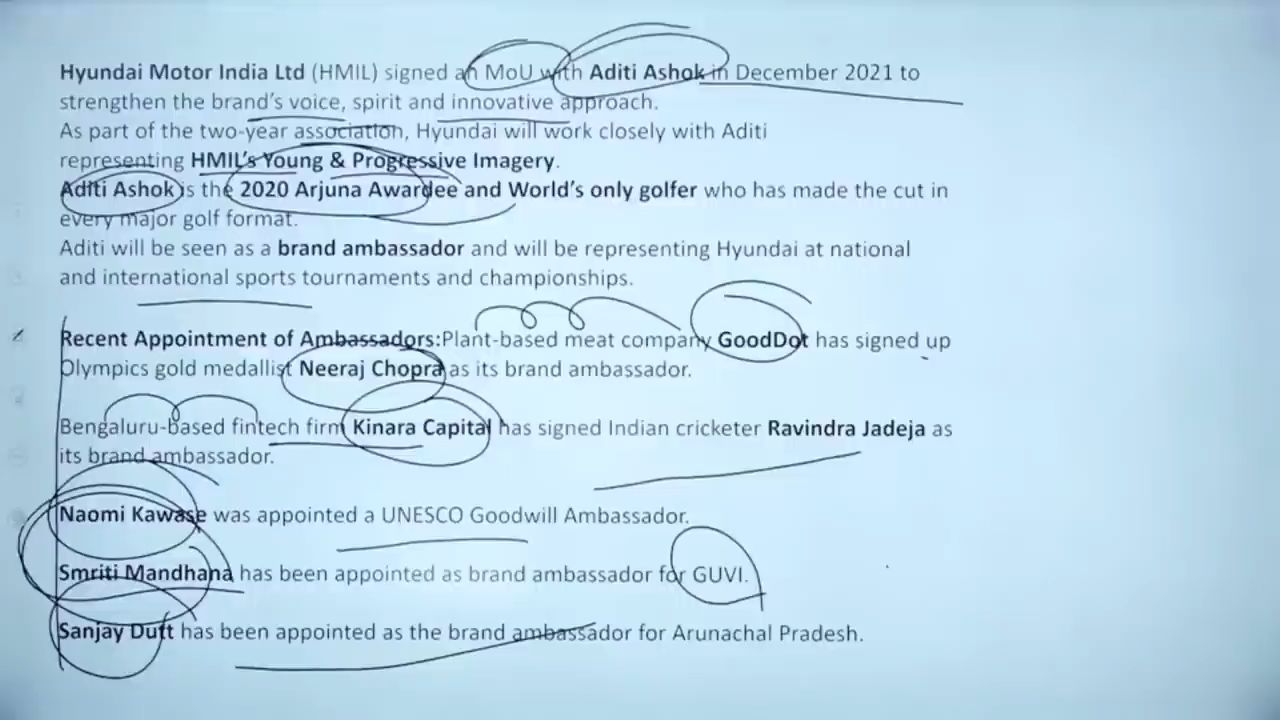 Hyundai Motor India Ltd (HMIL) signed an MoU with Aditi Ashok in December 2021 to
strengthen the brand's voice, spirit and innovative approach.
As part of the two-year association, Hyundai will work closely with Aditi
representing HMIL's Young & Progressive Imagery.
Aditi Ashok is the 2020 Arjuna Awardee and World's only golfer who has made the cut in
every major golf format.
Aditi will be seen as a brand ambassador and will be representing Hyundai at national
and international sports tournaments and championships.
Recent Appointment of Ambassadors:Plant-based meat company GoodDot has signed up
Olympics gold medallist Neeraj Chopra as its brand ambassador.
Bengaluru-based fintech firm Kinara Capital has signed Indian cricketer Ravindra Jadeja as
its brand ambassador.
Naomi Kawase was appointed a UNESCO Goodwill Ambassador.
Smriti Mandhana has been appointed as brand ambassador for GUVI.
Sanjay Dutt has been appointed as the brand ambassador for Arunachal Pradesh.